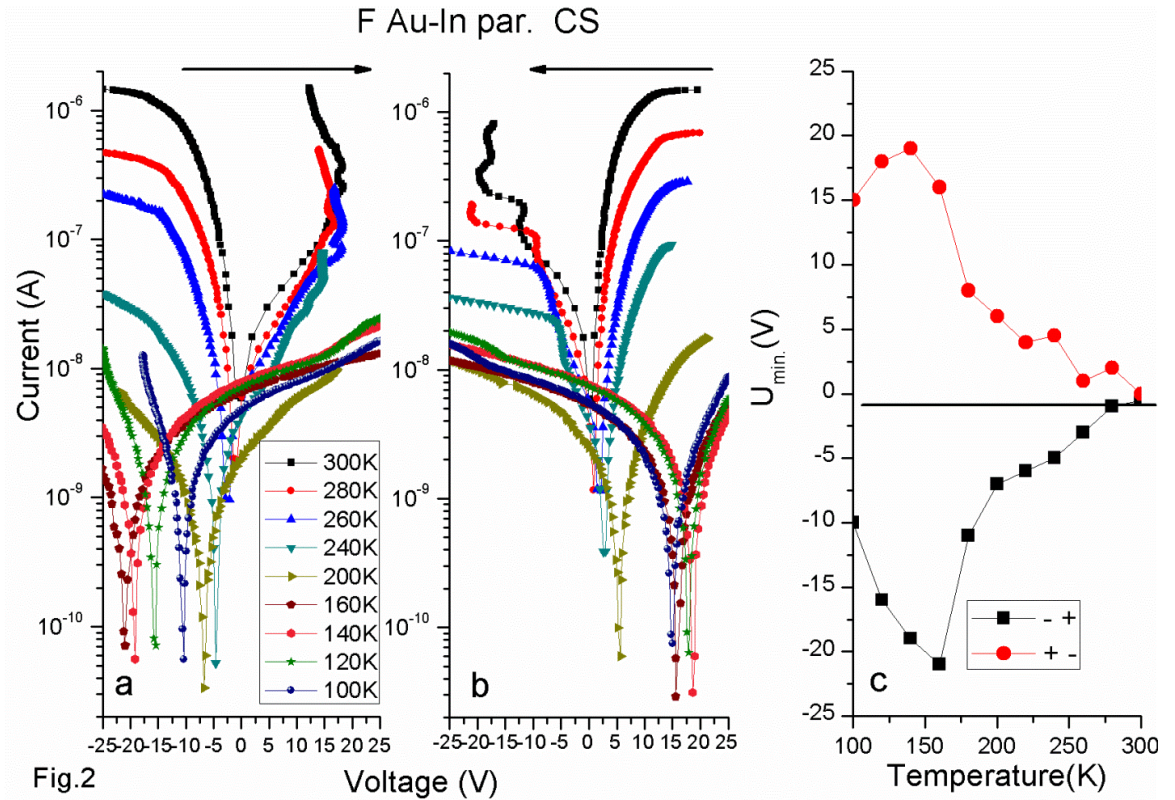 F Au-In par. CS
10^-6
10^-7
10^-8
10^-9
10^-10
Current (A)
300K
280K
260K
240K
200K
160K
140K
120K
100K
a
-25 -20 -15 -10 -5 0 5 10 15 20 25
10^-6
10^-7
10^-8
10^-9
10^-10
b
-25 -20 -15 -10 -5 0 5 10 15 20 25
Voltage (V)
25
20
15
10
5
0
-5
-10
-15
-20
-25
U min. (V)
- +
+ -
c
100 150 200 250 300
Temperature(K)
Fig.2